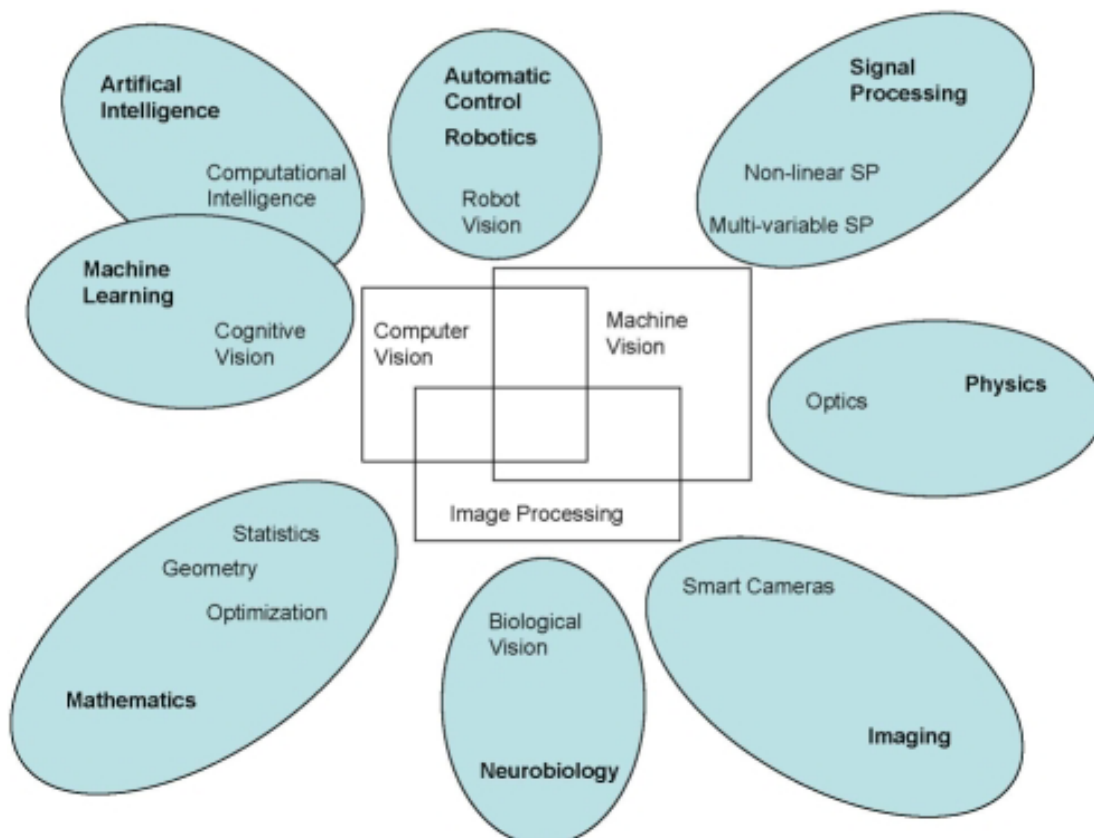 Artifical
Intelligence
Computational
Intelligence
Automatic
Control
Robotics
Robot
Vision
Signal
Processing
Non-linear SP
Multi-variable SP
Machine
Learning
Cognitive
Vision
Computer
Vision
Machine
Vision
Image Processing
Optics
Physics
Statistics
Geometry
Optimization
Mathematics
Biological
Vision
Neurobiology
Smart Cameras
Imaging